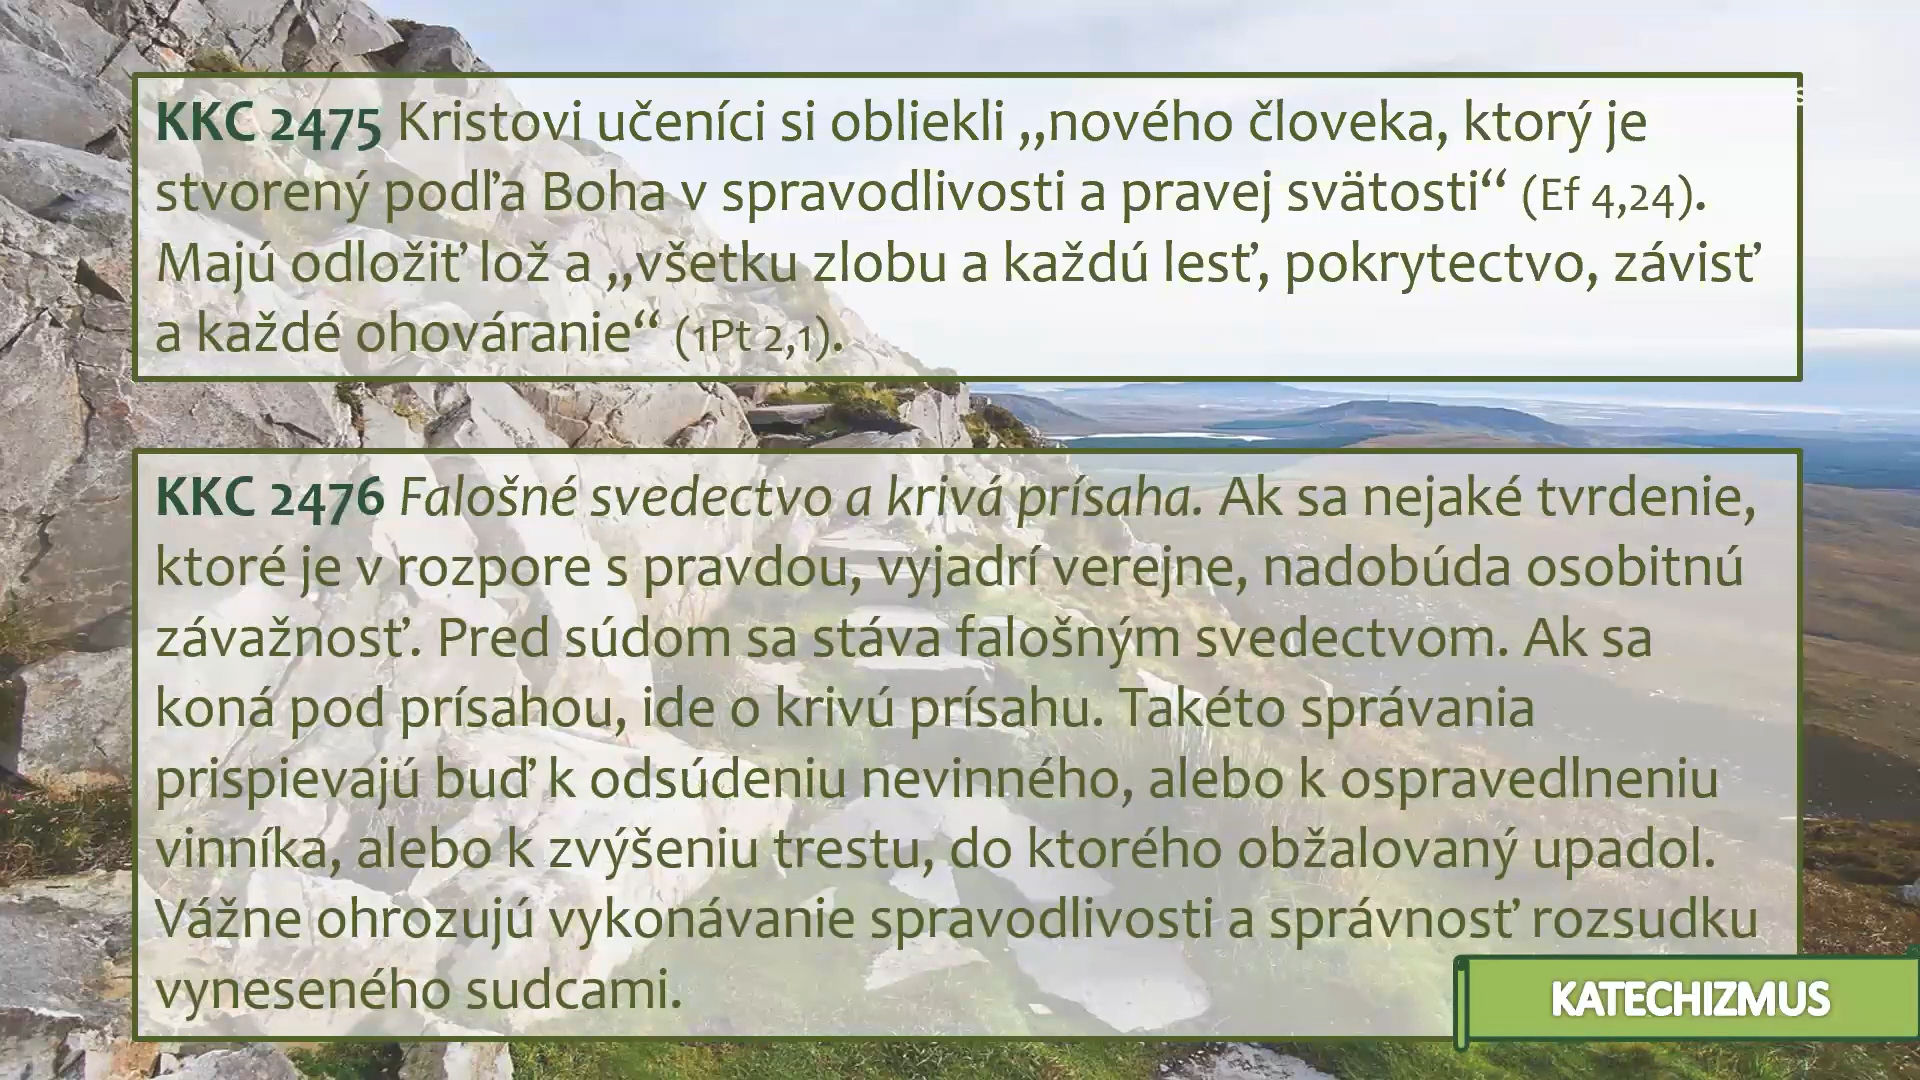 KKC 2475 Kristovi učeníci si obliekli „nového človeka, ktorý je
stvorený podľa Boha v spravodlivosti a pravej svätosti“ (Ef 4,24).
Majú odložiť lož a „všetku zlobu a každú lesť, pokrytectvo, závisť
a každé ohováranie“ (1Pt 2,1).
KKC 2476 Falošné svedectvo a krivá prísaha. Ak sa nejaké tvrdenie,
ktoré je v rozpore s pravdou, vyjadrí verejne, nadobúda osobitnú
závažnosť. Pred súdom sa stáva falošným svedectvom. Ak sa
koná pod prísahou, ide o krivú prísahu. Takéto správania
prispievajú buď k odsúdeniu nevinného, alebo k ospravedlneniu
vinníka, alebo k zvýšeniu trestu, do ktorého obžalovaný upadol.
Vážne ohrozujú vykonávanie spravodlivosti a správnosť rozsudku
vyneseného sudcami.
KATECHIZMUS